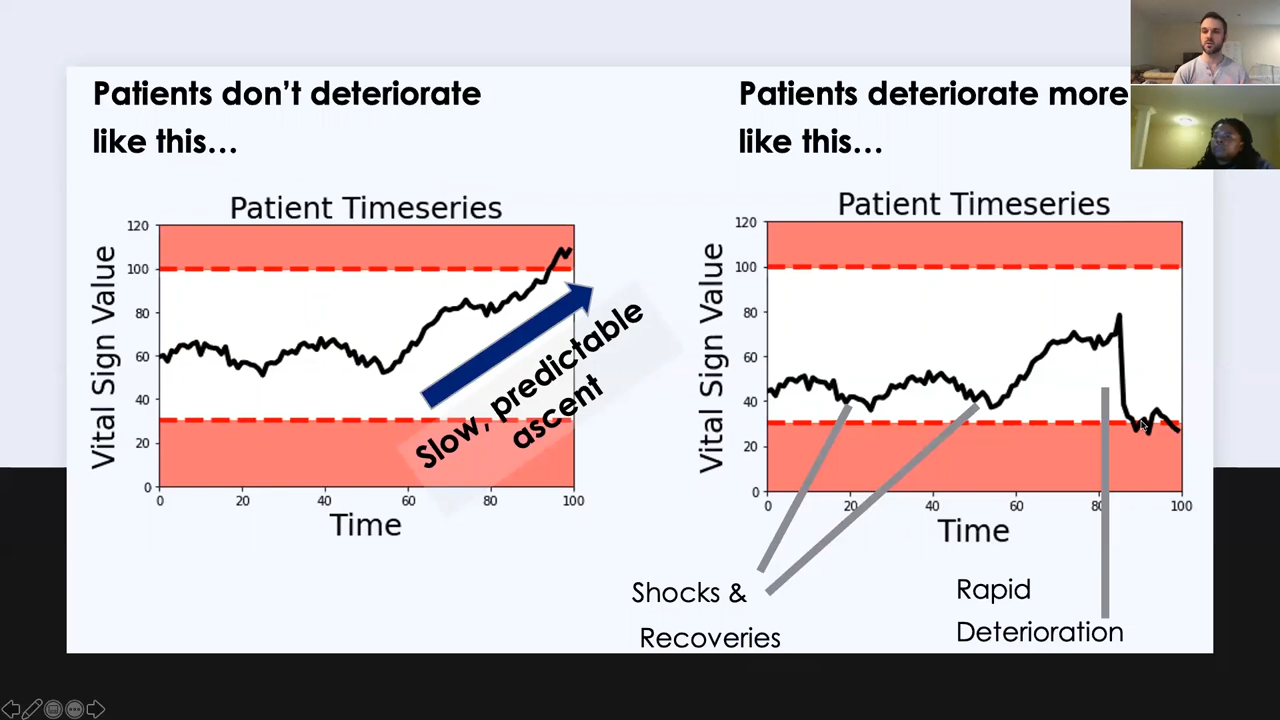 Patients don't deteriorate
like this...
Patient Timeseries
120
100
80
60
40
20
0
Vital Sign Value
0 20 40 60 80 100
Time
Slow, predictable
ascent
Patients deteriorate more
like this...
Patient Timeseries
120
100
80
60
40
20
0
Vital Sign Value
0 20 40 60 80 100
Time
Shocks &
Recoveries
Rapid
Deterioration